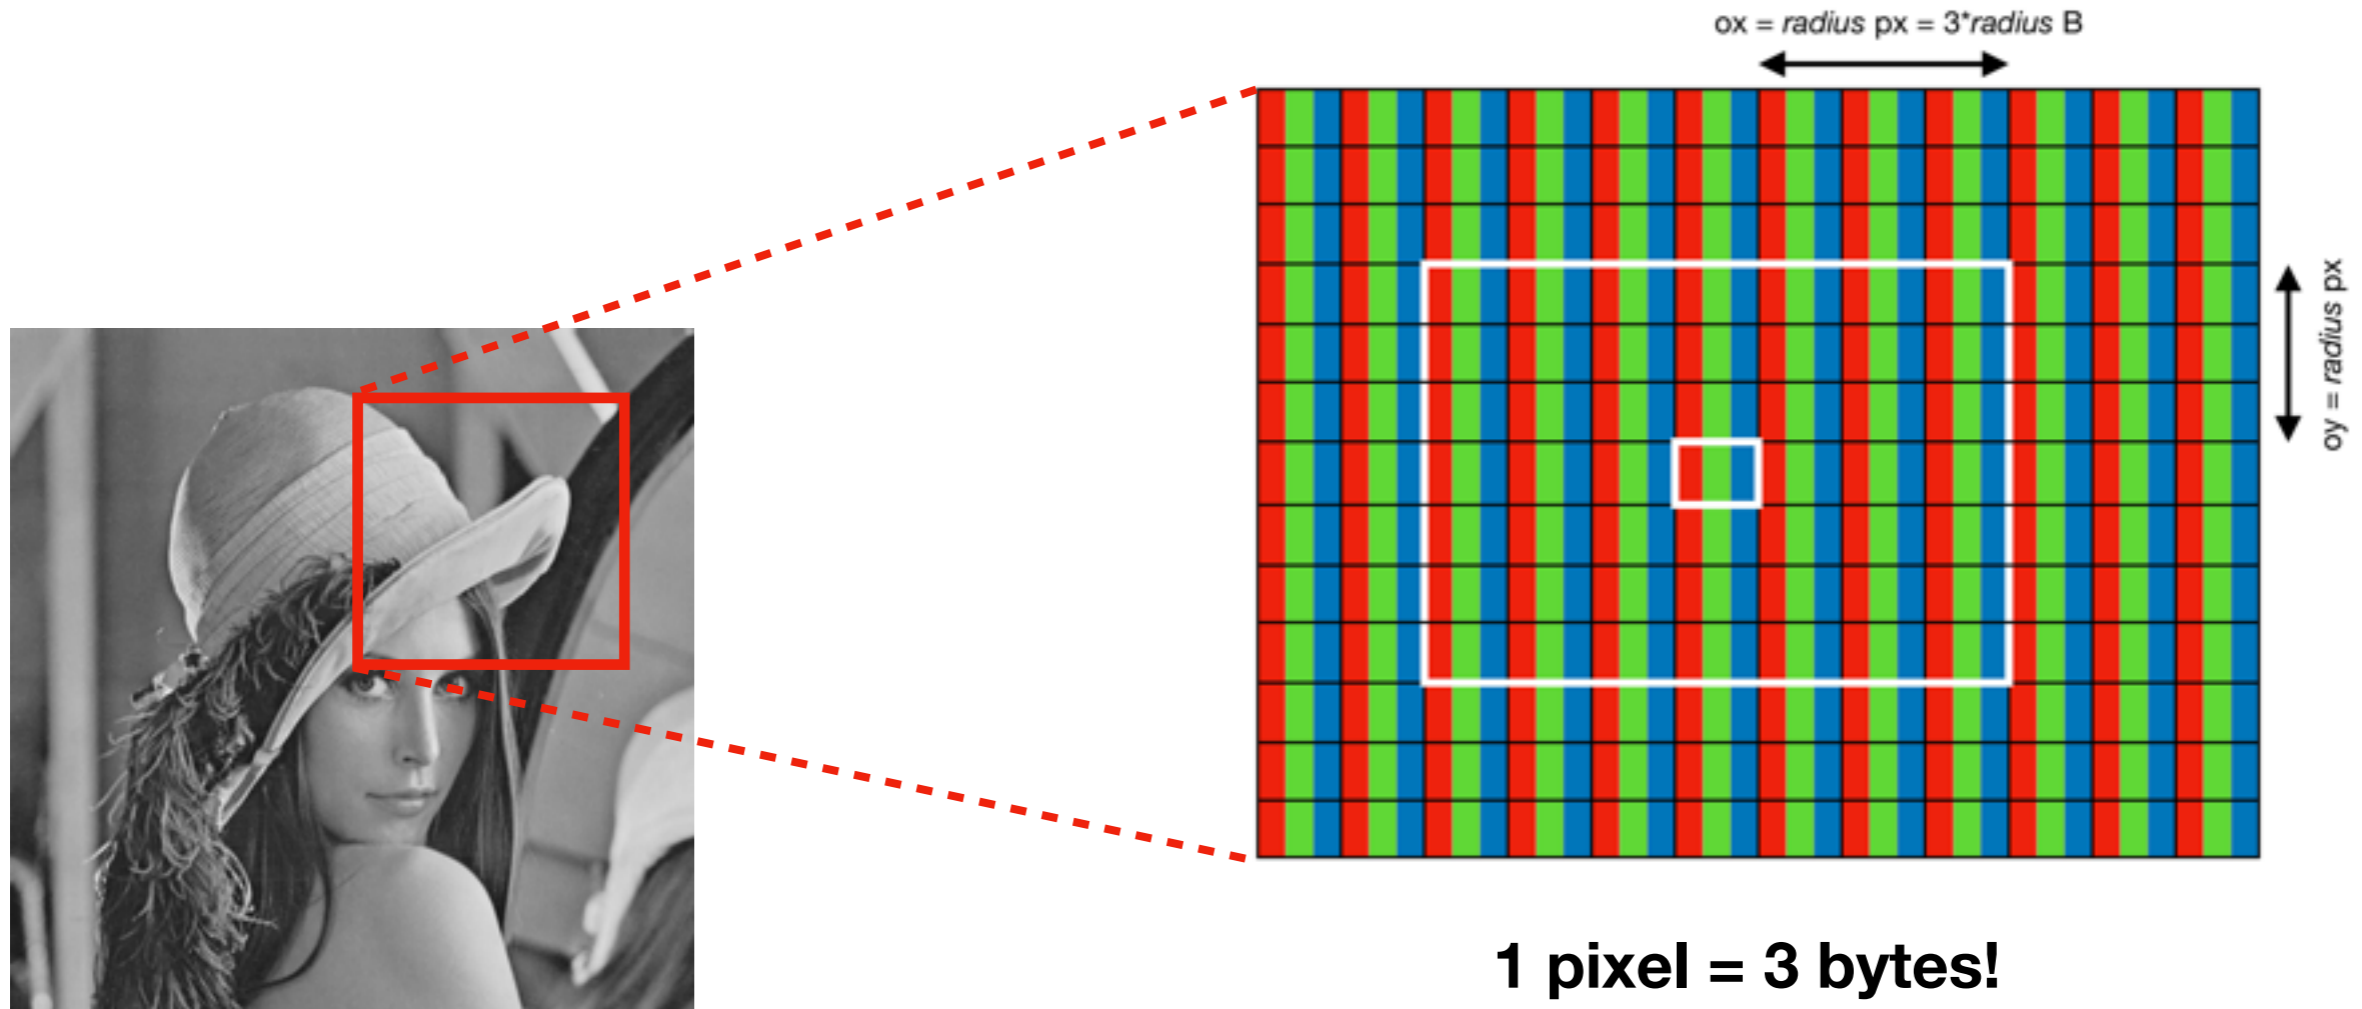 ox = radius px = 3*radius B
oy = radius px
1 pixel = 3 bytes!